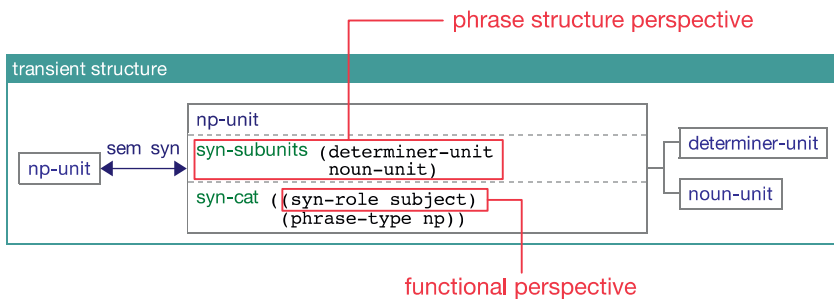 phrase structure perspective
transient structure
np-unit
sem syn
np-unit
syn-subunits (determiner-unit
noun-unit)
syn-cat ((syn-role subject)
(phrase-type np))
determiner-unit
noun-unit
functional perspective